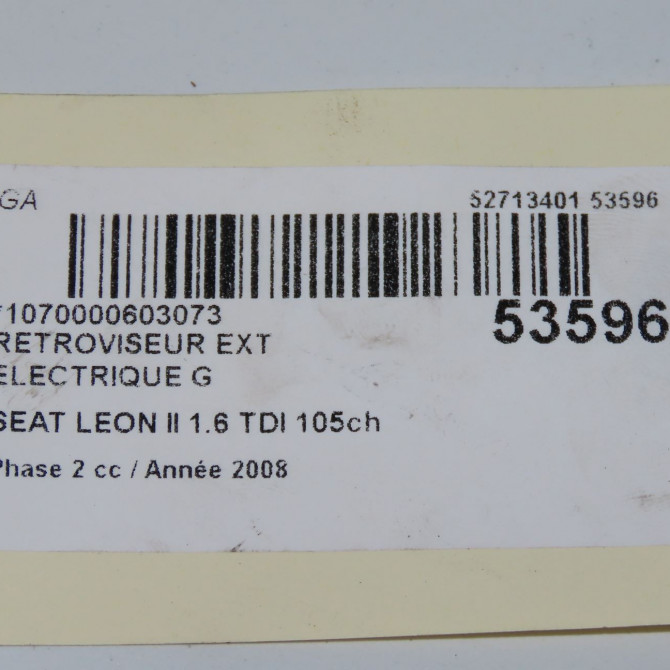 GA
52713401 53596
*1070000603073
53596
RETROVISEUR EXT
ELECTRIQUE G
SEAT LEON II 1.6 TDI 105ch
Phase 2 cc / Année 2008